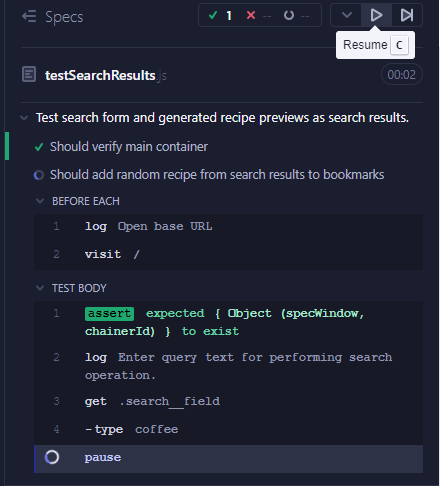 Specs
1 -- --
Resume C
testSearchResults.js
00:02
Test search form and generated recipe previews as search results.
Should verify main container
Should add random recipe from search results to bookmarks
BEFORE EACH
1 log Open base URL
2 visit /
TEST BODY
1 assert expected { Object (specWindow,
chainerId) } to exist
2 log Enter query text for performing search
operation.
3 get .search__field
4 -type coffee
pause